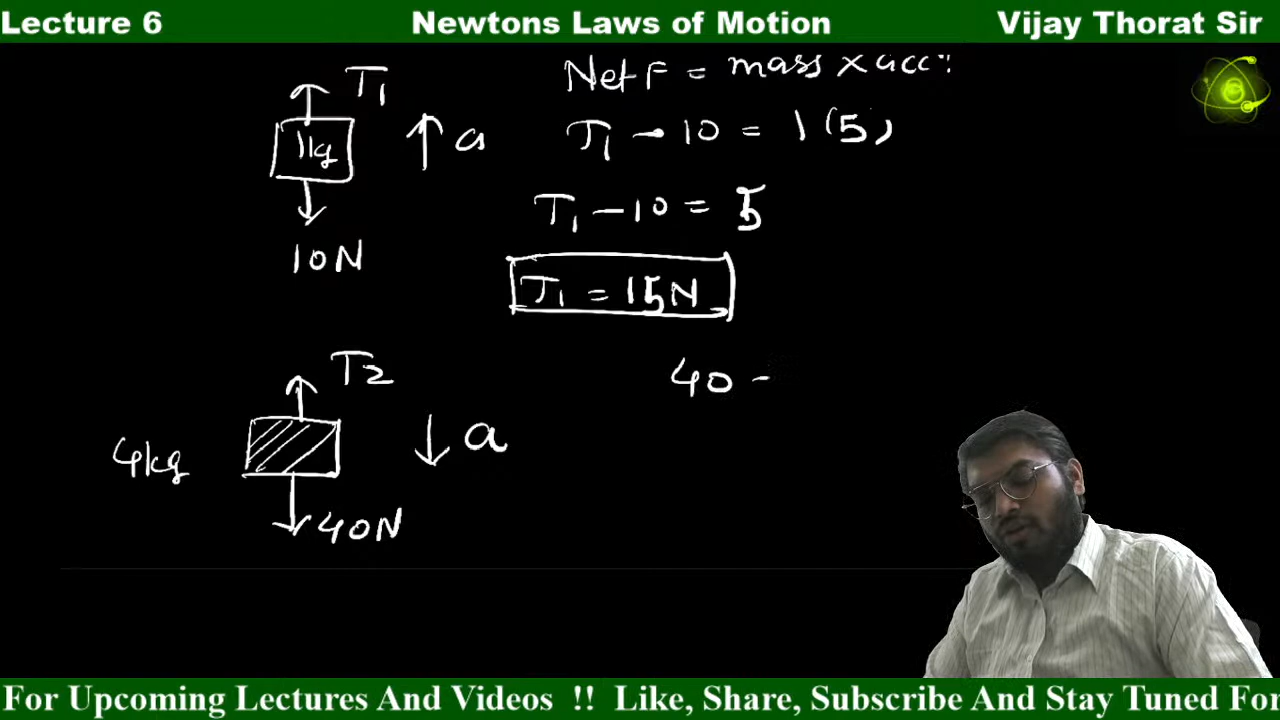 Lecture 6
Newtons Laws of Motion
Vijay Thorat Sir
Net F = mass x acc.
T1
1kg
a
10N
T1 - 10 = 1(5)
T1 - 10 = 5
T1 = 15N
T2
4kg
a
40N
40 -
For Upcoming Lectures And Videos !! Like, Share, Subscribe And Stay Tuned For